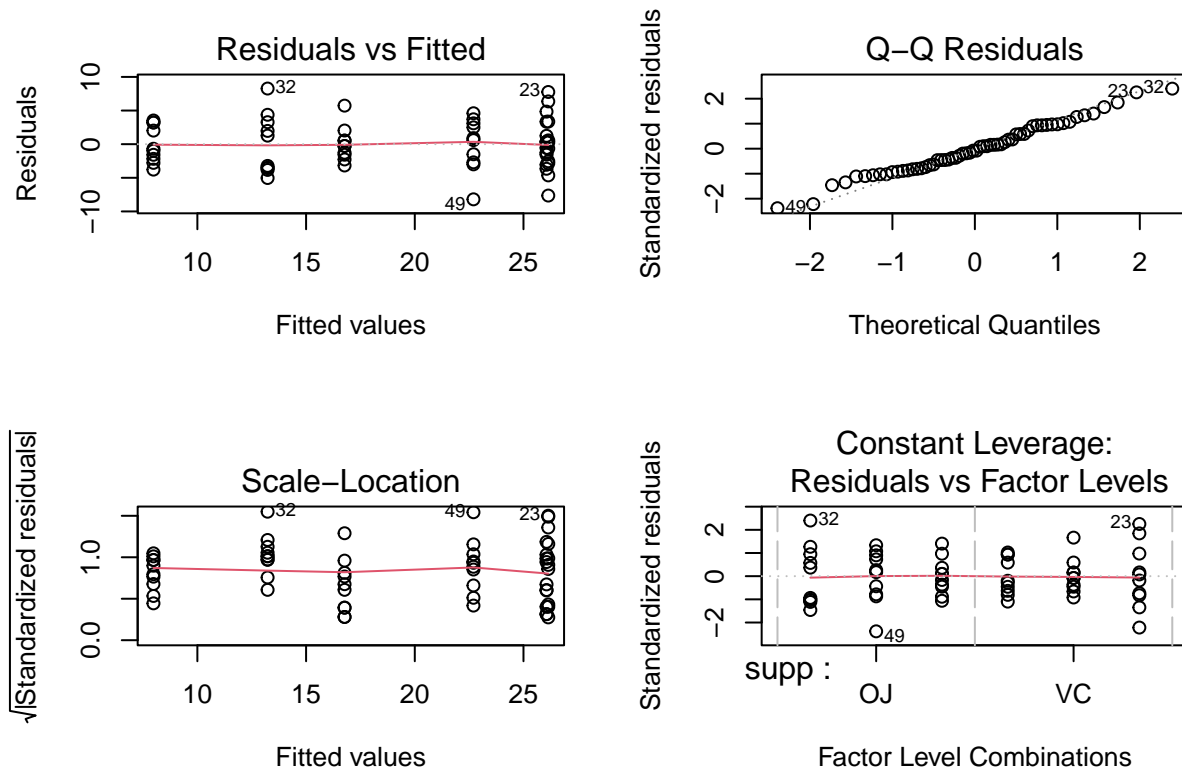 Residuals vs Fitted
Residuals
10
0
−10
32
23
49
10 15 20 25
Fitted values
Q−Q Residuals
Standardized residuals
2
0
−2
23 32
49
−2 −1 0 1 2
Theoretical Quantiles
Scale−Location
√|Standardized residuals|
1.0
0.0
32
49
23
10 15 20 25
Fitted values
Constant Leverage:
Residuals vs Factor Levels
Standardized residuals
2
0
−2
32
23
49
supp :
OJ VC
Factor Level Combinations